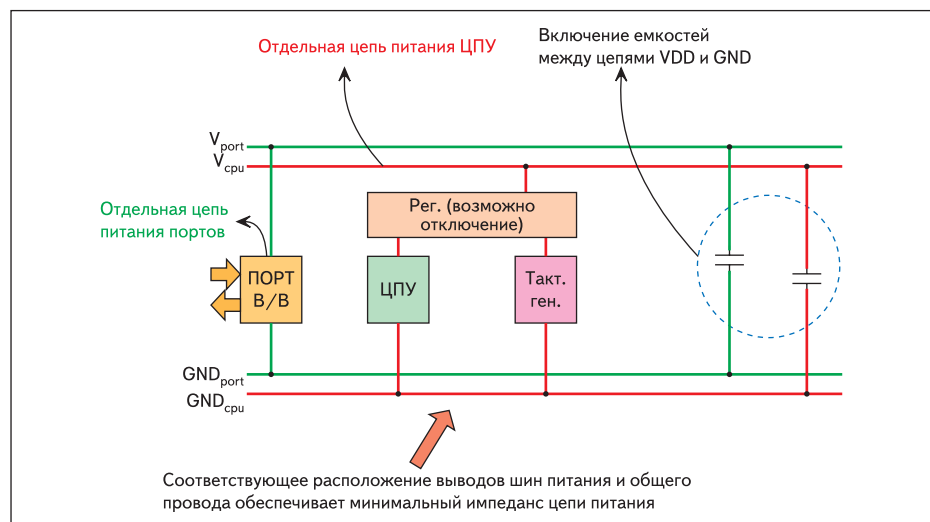 Отдельная цепь питания ЦПУ
Включение емкостей
между цепями VDD и GND
Vport
Vcpu
Отдельная цепь
питания портов
Рег. (возможно
отключение)
ПОРТ
В/В
ЦПУ
Такт.
ген.
GNDport
GNDcpu
Соответствующее расположение выводов шин питания и общего
провода обеспечивает минимальный импеданс цепи питания